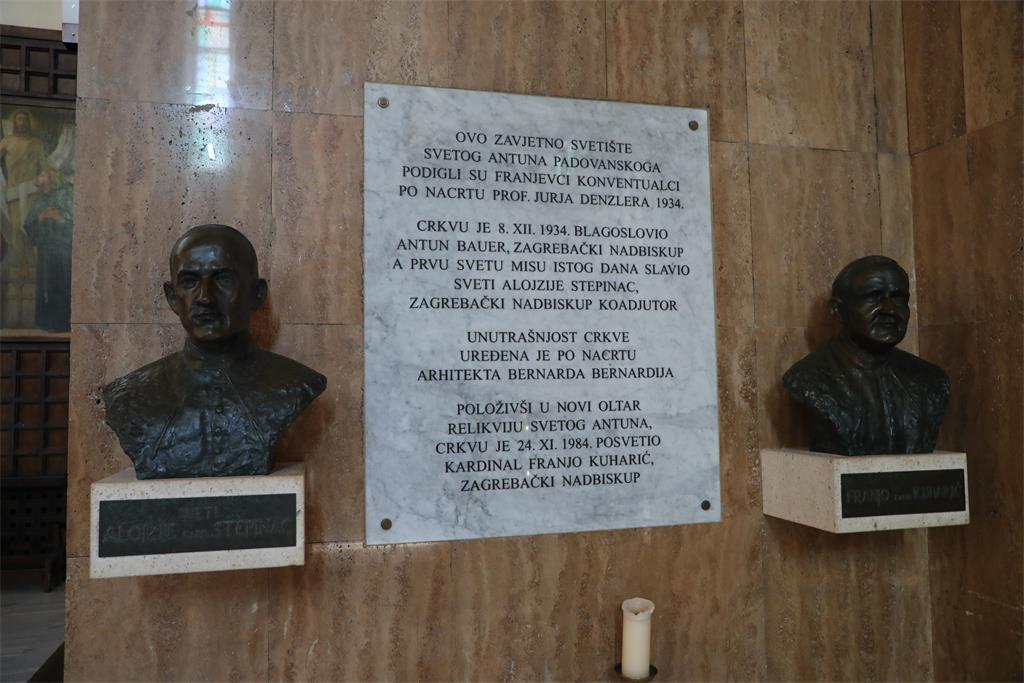 OVO ZAVJETNO SVETIŠTE
SVETOG ANTUNA PADOVANSKOGA
PODIGLI SU FRANJEVCI KONVENTUALCI
PO NACRTU PROF. JURJA DENZLERA 1934.
CRKVU JE 8. XII. 1934. BLAGOSLOVIO
ANTUN BAUER, ZAGREBAČKI NADBISKUP
A PRVU SVETU MISU ISTOG DANA SLAVIO
SVETI ALOJZIJE STEPINAC,
ZAGREBAČKI NADBISKUP KOADJUTOR
UNUTRAŠNJOST CRKVE
UREĐENA JE PO NACRTU
ARHITEKTA BERNARDA BERNARDIJA
POLOŽIVŠI U NOVI OLTAR
RELIKVIJU SVETOG ANTUNA,
CRKVU JE 24. XI. 1984. POSVETIO
KARDINAL FRANJO KUHARIĆ,
ZAGREBAČKI NADBISKUP
SVETI
ALOJZIJE KARD. STEPINAC
FRANJO KARD. KUHARIĆ